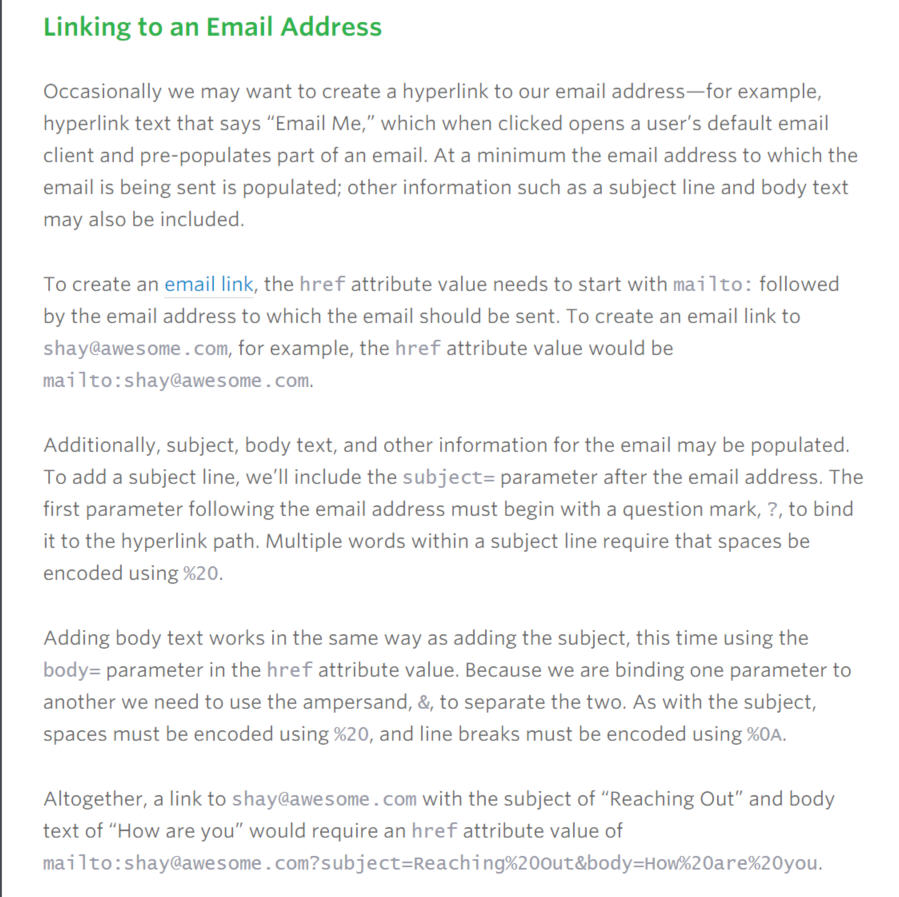 Linking to an Email Address
Occasionally we may want to create a hyperlink to our email address—for example,
hyperlink text that says “Email Me,” which when clicked opens a user’s default email
client and pre-populates part of an email. At a minimum the email address to which the
email is being sent is populated; other information such as a subject line and body text
may also be included.
To create an email link, the href attribute value needs to start with mailto: followed
by the email address to which the email should be sent. To create an email link to
shay@awesome.com, for example, the href attribute value would be
mailto:shay@awesome.com.
Additionally, subject, body text, and other information for the email may be populated.
To add a subject line, we’ll include the subject= parameter after the email address. The
first parameter following the email address must begin with a question mark, ?, to bind
it to the hyperlink path. Multiple words within a subject line require that spaces be
encoded using %20.
Adding body text works in the same way as adding the subject, this time using the
body= parameter in the href attribute value. Because we are binding one parameter to
another we need to use the ampersand, &, to separate the two. As with the subject,
spaces must be encoded using %20, and line breaks must be encoded using %0A.
Altogether, a link to shay@awesome.com with the subject of “Reaching Out” and body
text of “How are you” would require an href attribute value of
mailto:shay@awesome.com?subject=Reaching%20Out&body=How%20are%20you.